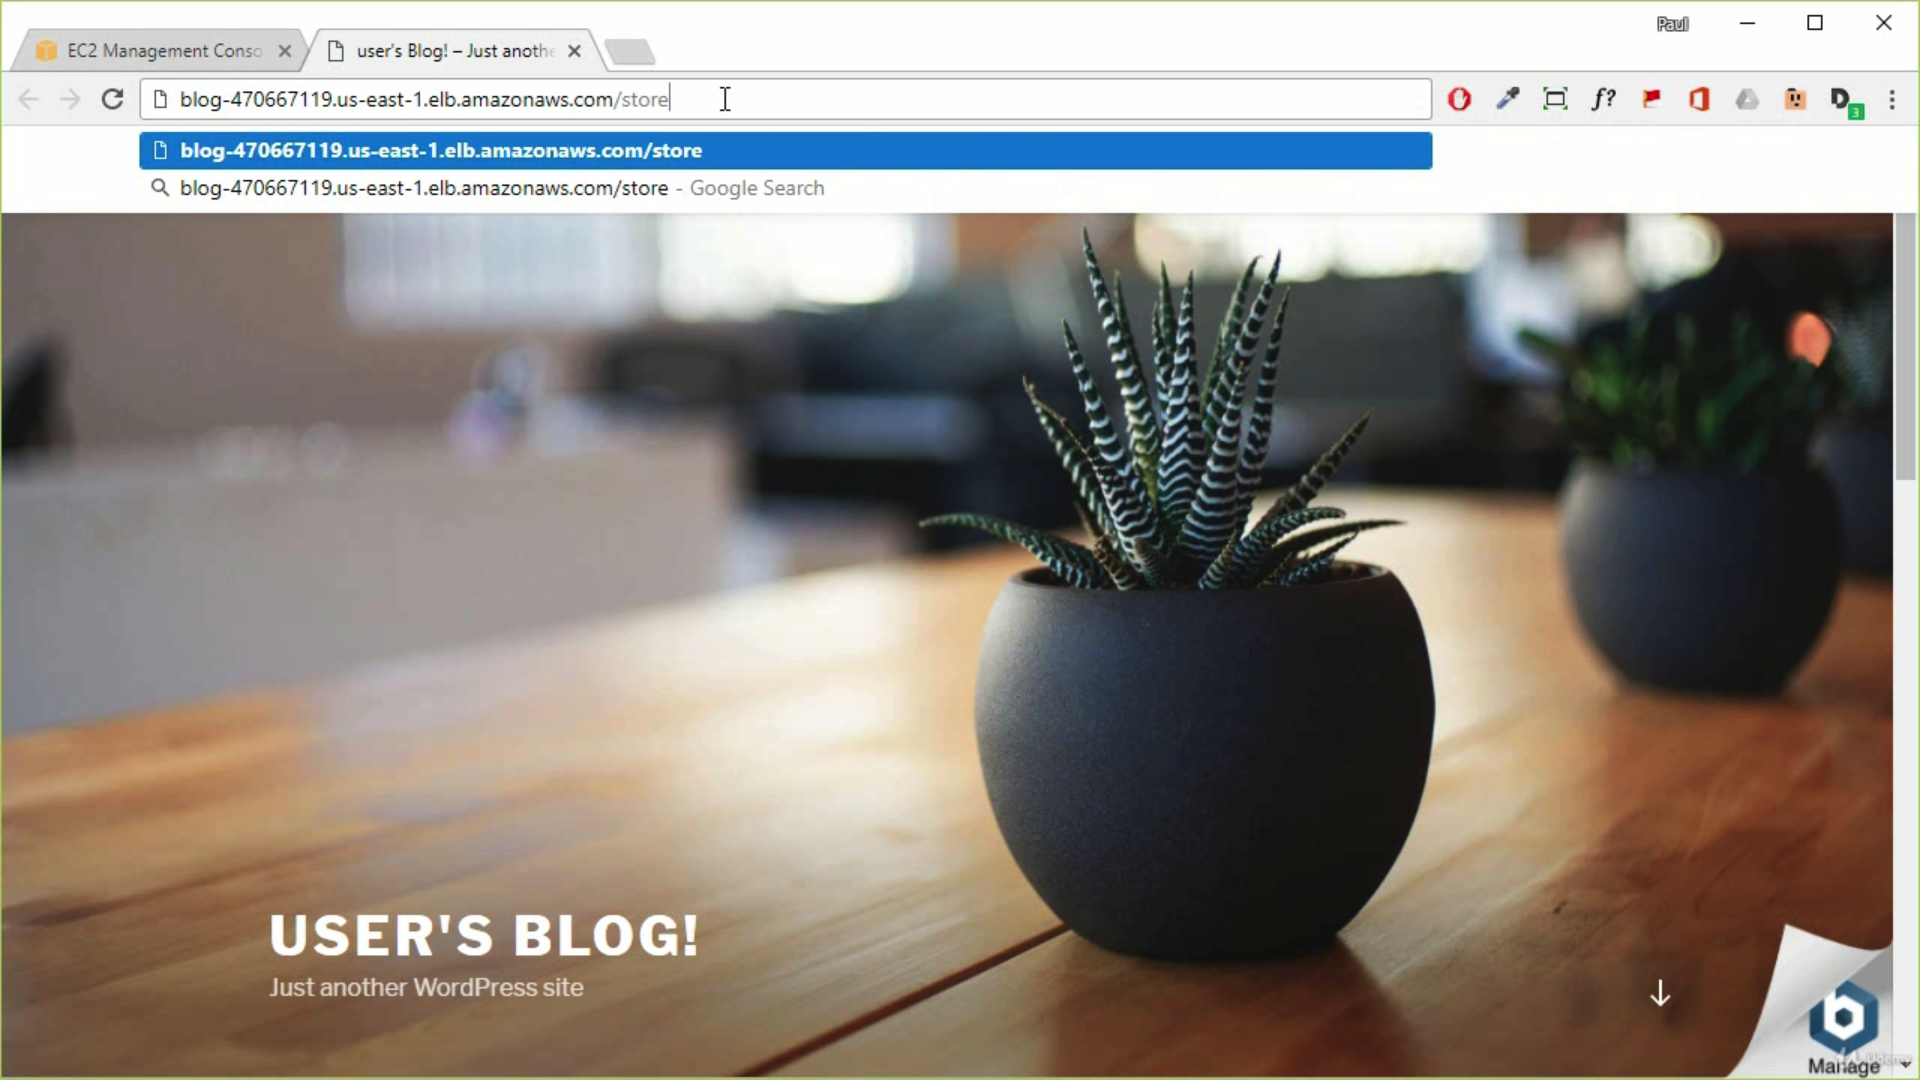 Paul
EC2 Management Conso
user's Blog! – Just anothe
blog-470667119.us-east-1.elb.amazonaws.com/store
f?
D
3
blog-470667119.us-east-1.elb.amazonaws.com/store
blog-470667119.us-east-1.elb.amazonaws.com/store - Google Search
USER'S BLOG!
Just another WordPress site
b
Manage
Udemy